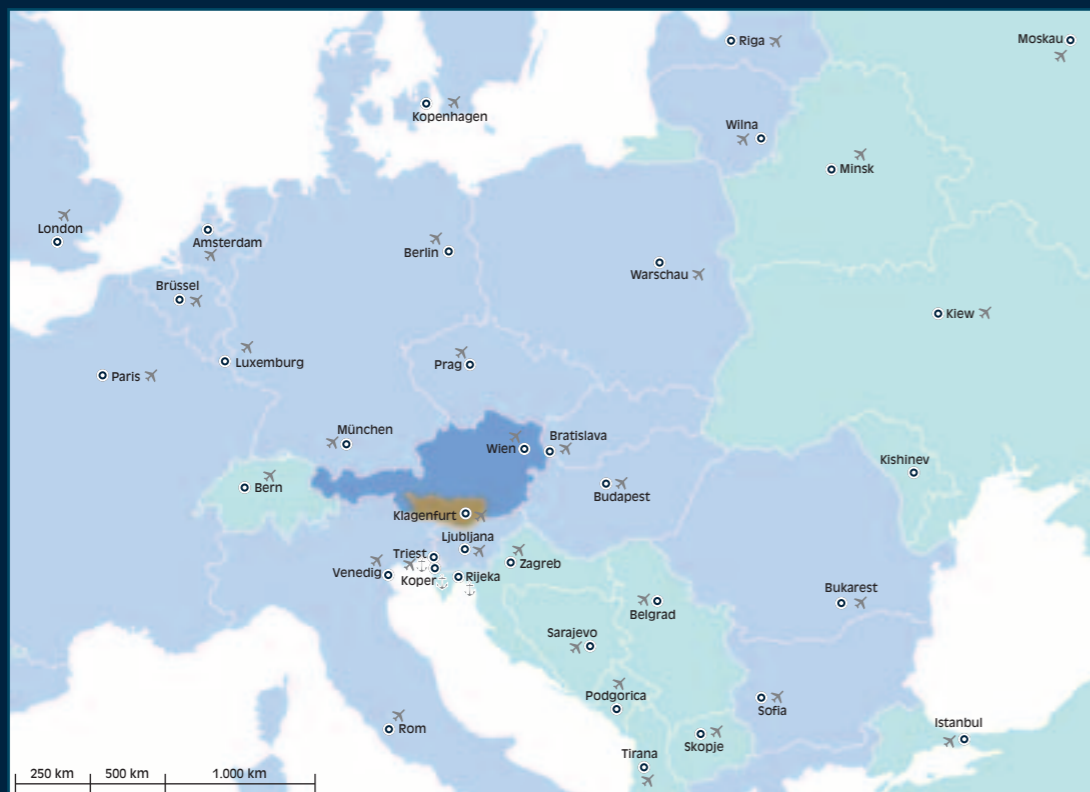 Riga
Moskau
Kopenhagen
Wilna
Minsk
London
Amsterdam
Berlin
Warschau
Brüssel
Kiew
Luxemburg
Prag
Paris
München
Wien
Bratislava
Kishinev
Bern
Budapest
Klagenfurt
Ljubljana
Triest
Zagreb
Venedig
Koper
Rijeka
Bukarest
Belgrad
Sarajevo
Podgorica
Sofia
Rom
Skopje
Istanbul
Tirana
250 km 500 km 1.000 km